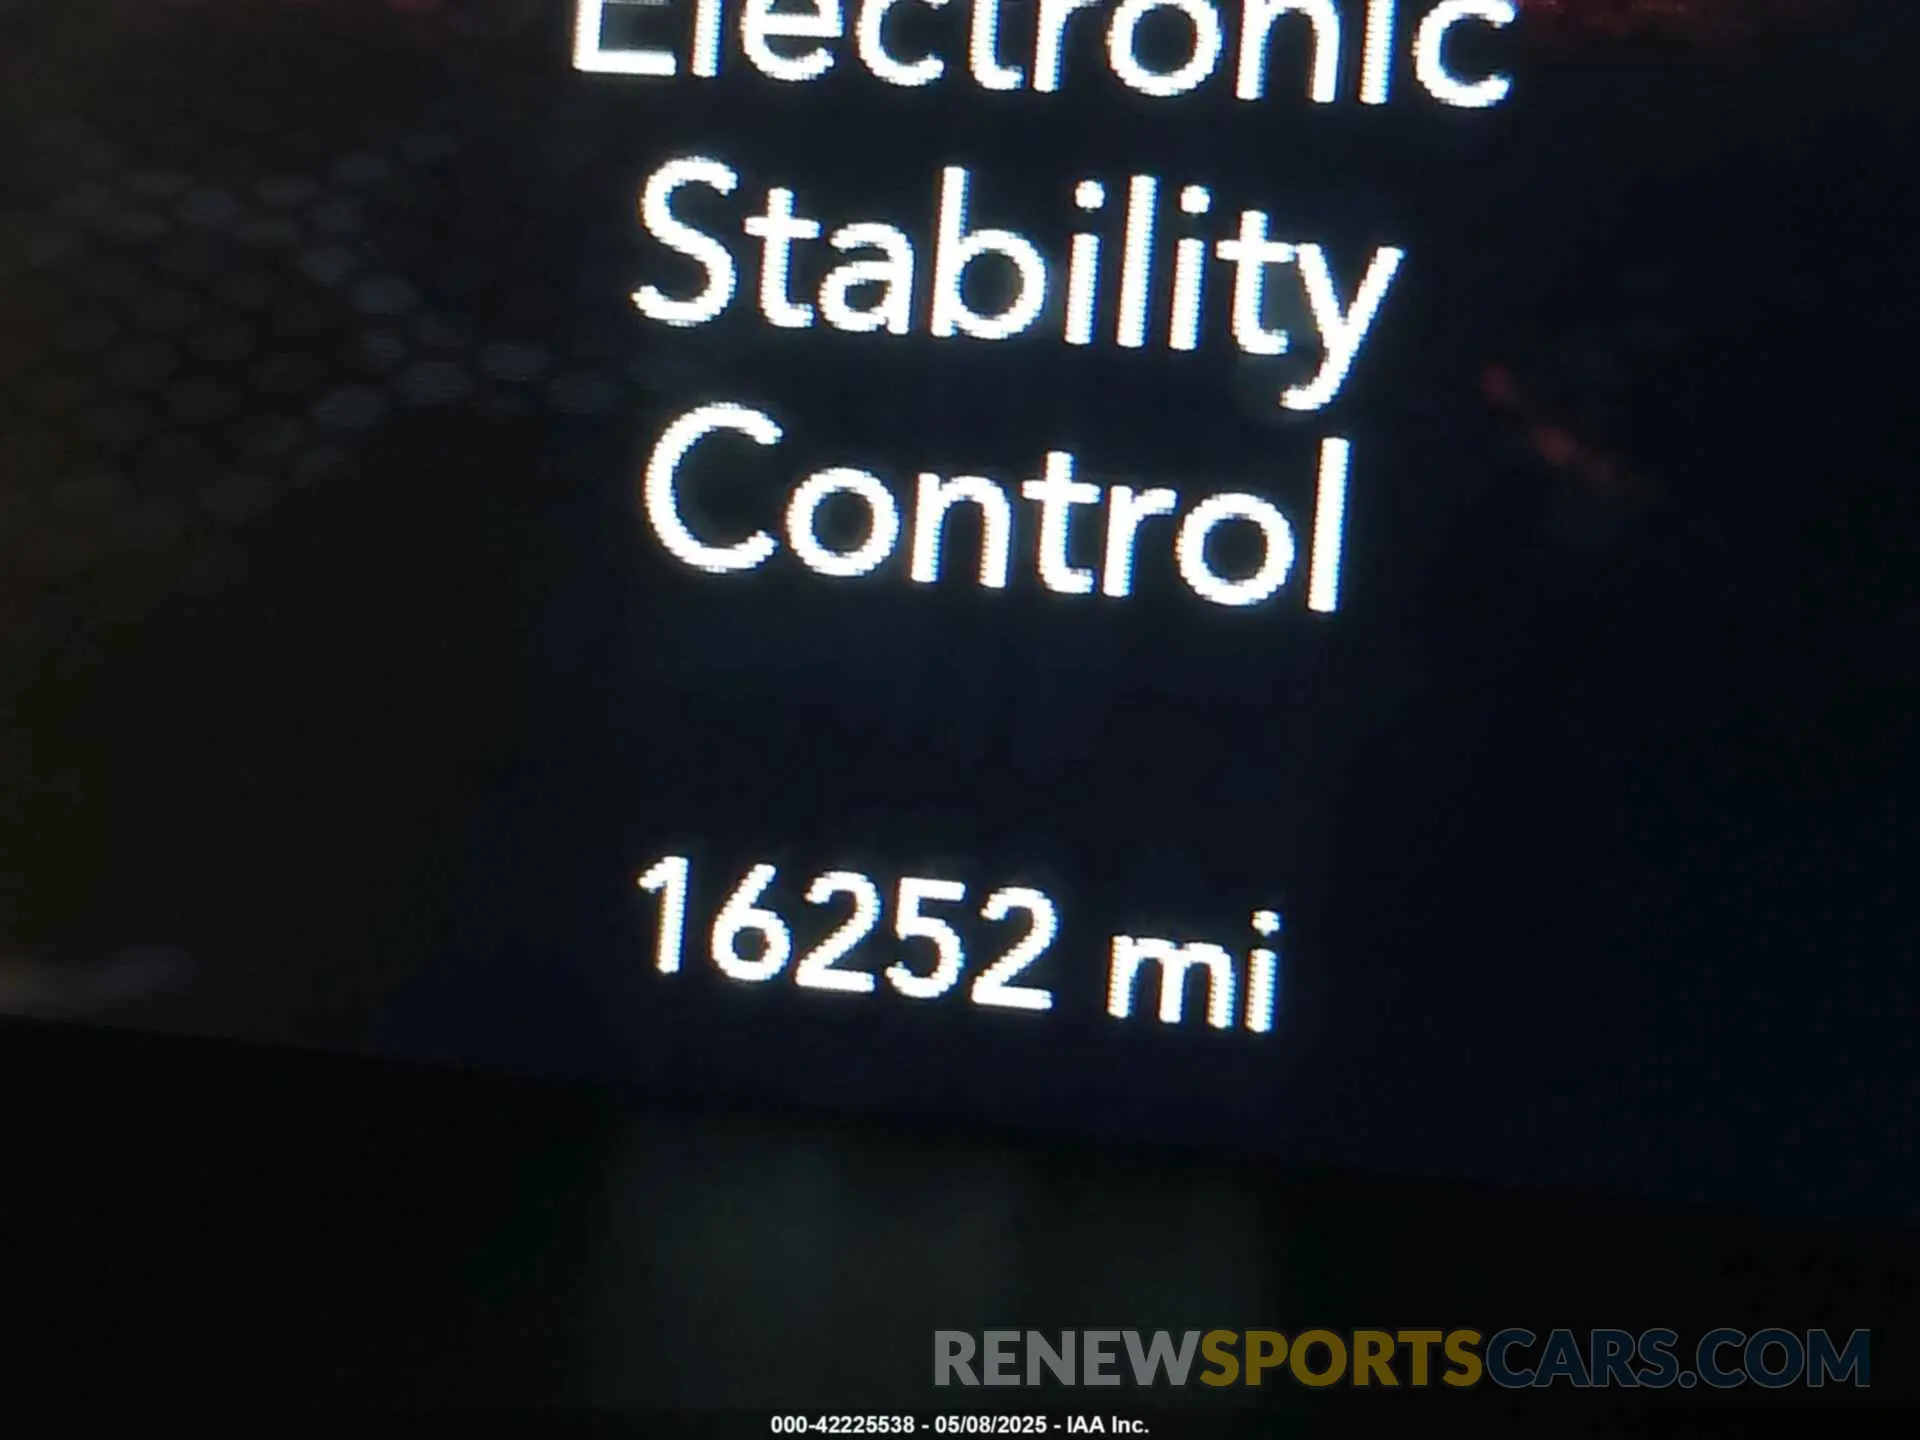 Electronic
Stability
Control
16252 mi
RENEWSPORTSCARS.COM
000-42225538 - 05/08/2025 - IAA Inc.